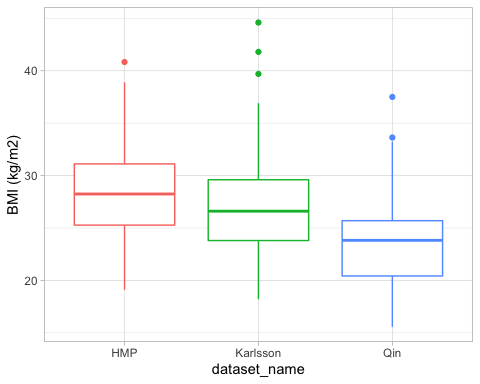 BMI (kg/m2)
40
30
20
HMP
Karlsson
Qin
dataset_name